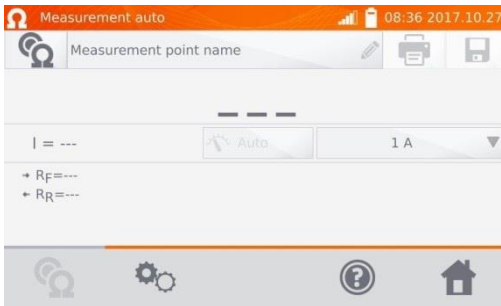 Measurement auto 08:36 2017.10.27
Measurement point name
---
I = --- Auto 1 A
→ RF=---
← RR=---